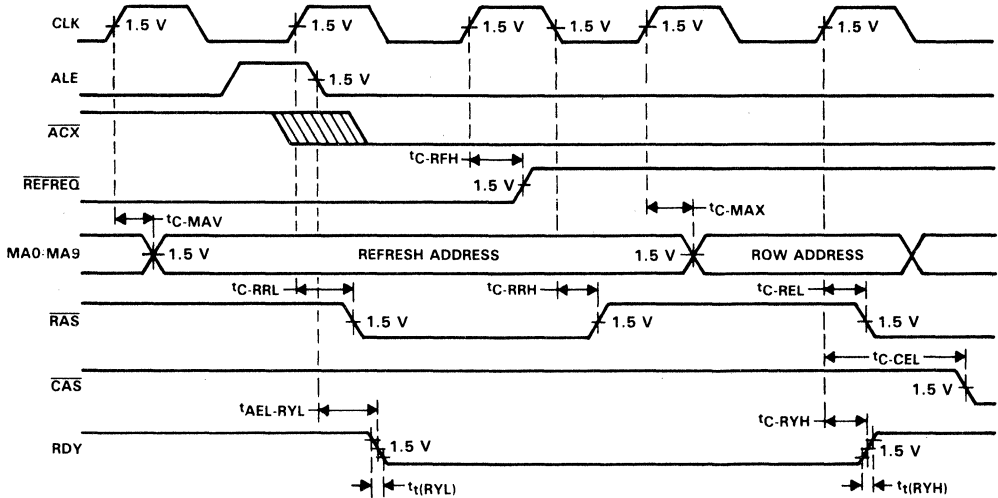 CLK 1.5 V 1.5 V 1.5 V 1.5 V 1.5 V 1.5 V
ALE 1.5 V
ACX
tC-RFH
REFREQ 1.5 V
tC-MAV tC-MAX
MA0:MA9 1.5 V REFRESH ADDRESS 1.5 V ROW ADDRESS
tC-RRL tC-RRH tC-REL
RAS 1.5 V 1.5 V 1.5 V
tC-CEL
CAS 1.5 V
tAEL-RYL tC-RYH
RDY 1.5 V 1.5 V
tt(RYL) tt(RYH)